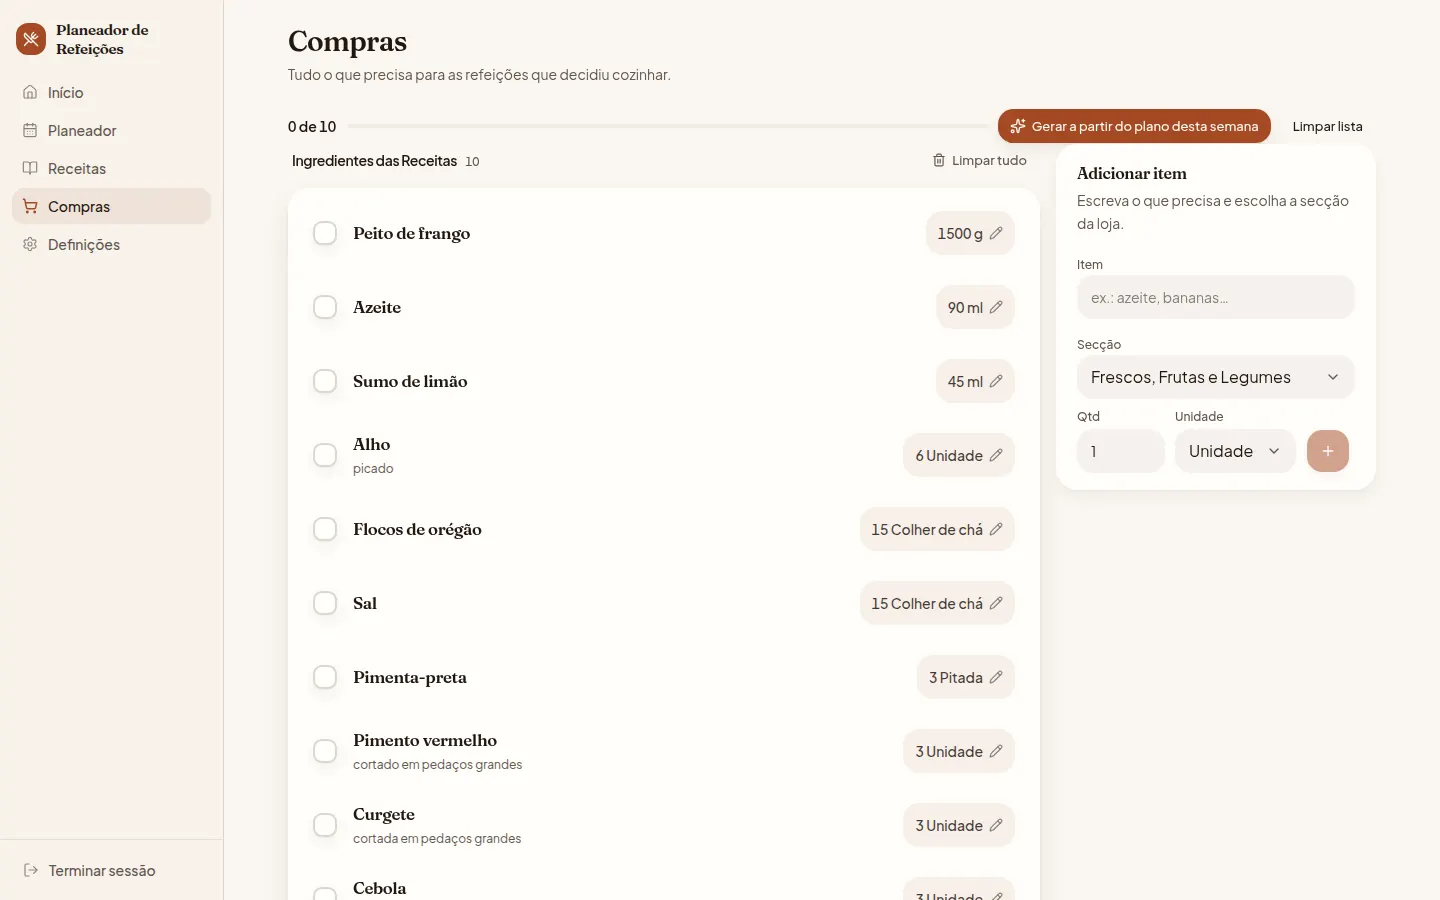 Planeador de
Refeições
Início
Planeador
Receitas
Compras
Definições
Terminar sessão
Compras
Tudo o que precisa para as refeições que decidiu cozinhar.
0 de 10
Gerar a partir do plano desta semana
Limpar lista
Ingredientes das Receitas 10
Limpar tudo
Peito de frango
1500 g
Azeite
90 ml
Sumo de limão
45 ml
Alho
picado
6 Unidade
Flocos de orégão
15 Colher de chá
Sal
15 Colher de chá
Pimenta-preta
3 Pitada
Pimento vermelho
cortado em pedaços grandes
3 Unidade
Curgete
cortada em pedaços grandes
3 Unidade
Cebola
3 Unidade
Adicionar item
Escreva o que precisa e escolha a secção
da loja.
Item
ex.: azeite, bananas…
Secção
Frescos, Frutas e Legumes
Qtd
Unidade
1
Unidade